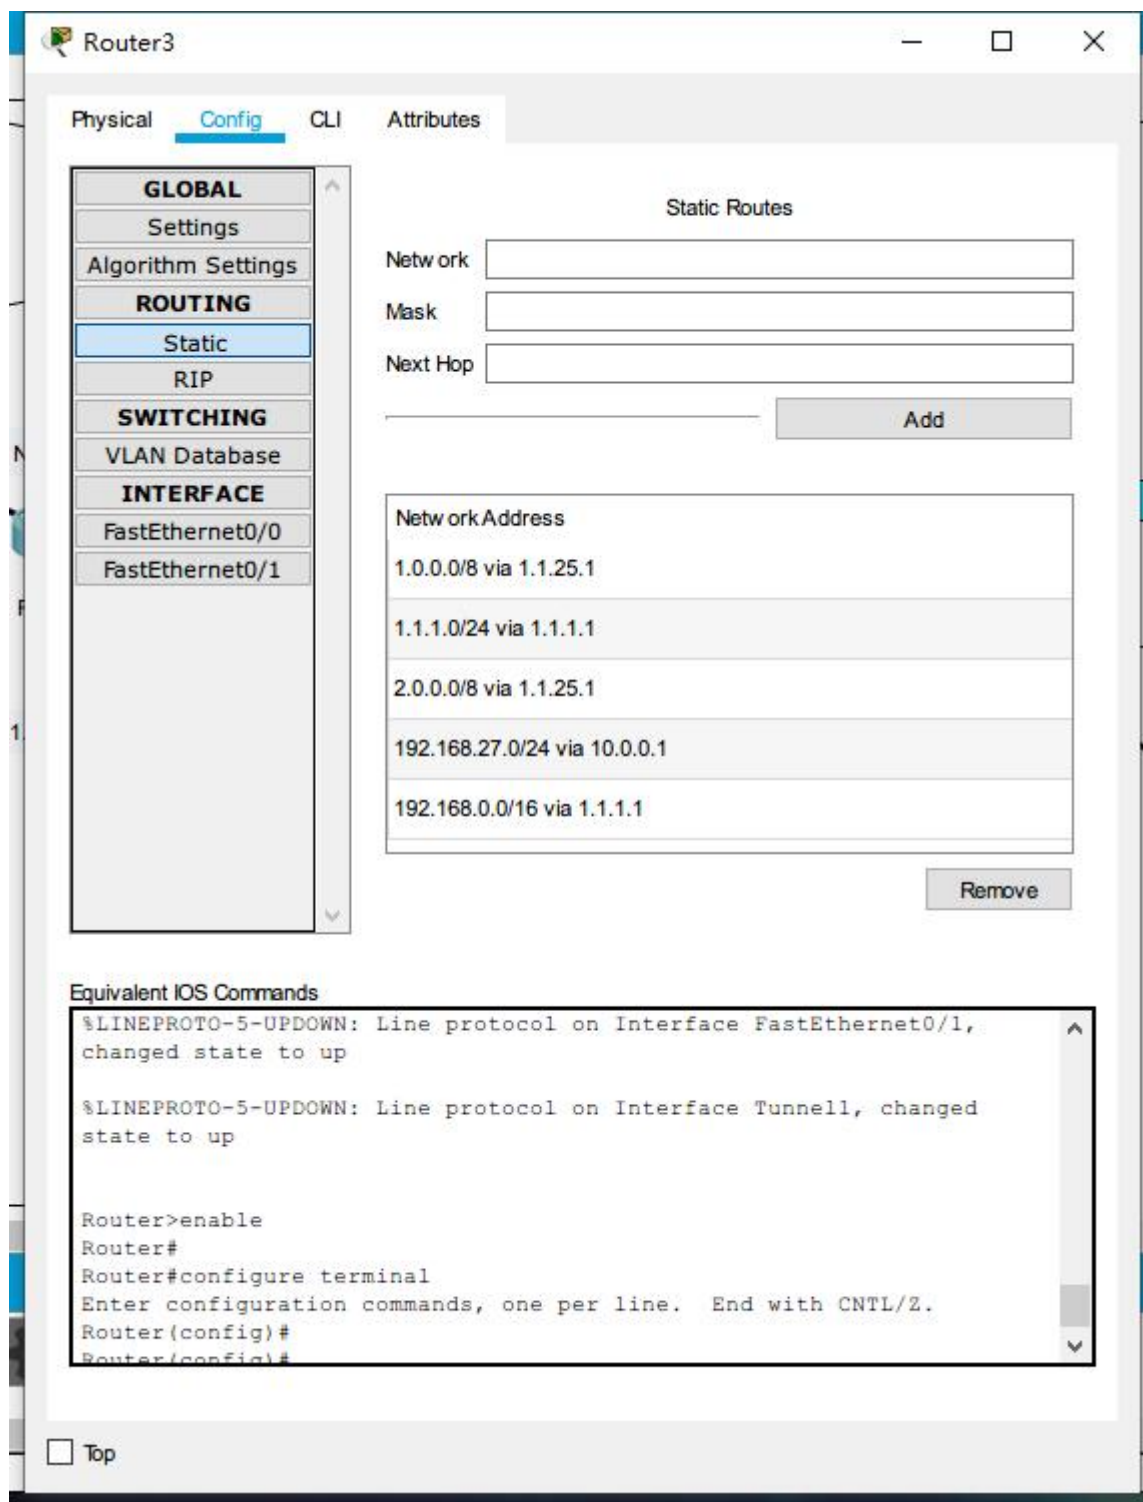 Router3
Physical Config CLI Attributes
GLOBAL
Settings
Algorithm Settings
ROUTING
Static
RIP
SWITCHING
VLAN Database
INTERFACE
FastEthernet0/0
FastEthernet0/1
Static Routes
Network
Mask
Next Hop
Add
Network Address
1.0.0.0/8 via 1.1.25.1
1.1.1.0/24 via 1.1.1.1
2.0.0.0/8 via 1.1.25.1
192.168.27.0/24 via 10.0.0.1
192.168.0.0/16 via 1.1.1.1
Remove
Equivalent IOS Commands
%LINEPROTO-5-UPDOWN: Line protocol on Interface FastEthernet0/1,
changed state to up
%LINEPROTO-5-UPDOWN: Line protocol on Interface Tunnel1, changed
state to up
Router>enable
Router#
Router#configure terminal
Enter configuration commands, one per line. End with CNTL/Z.
Router(config)#
Router(config)#
Top